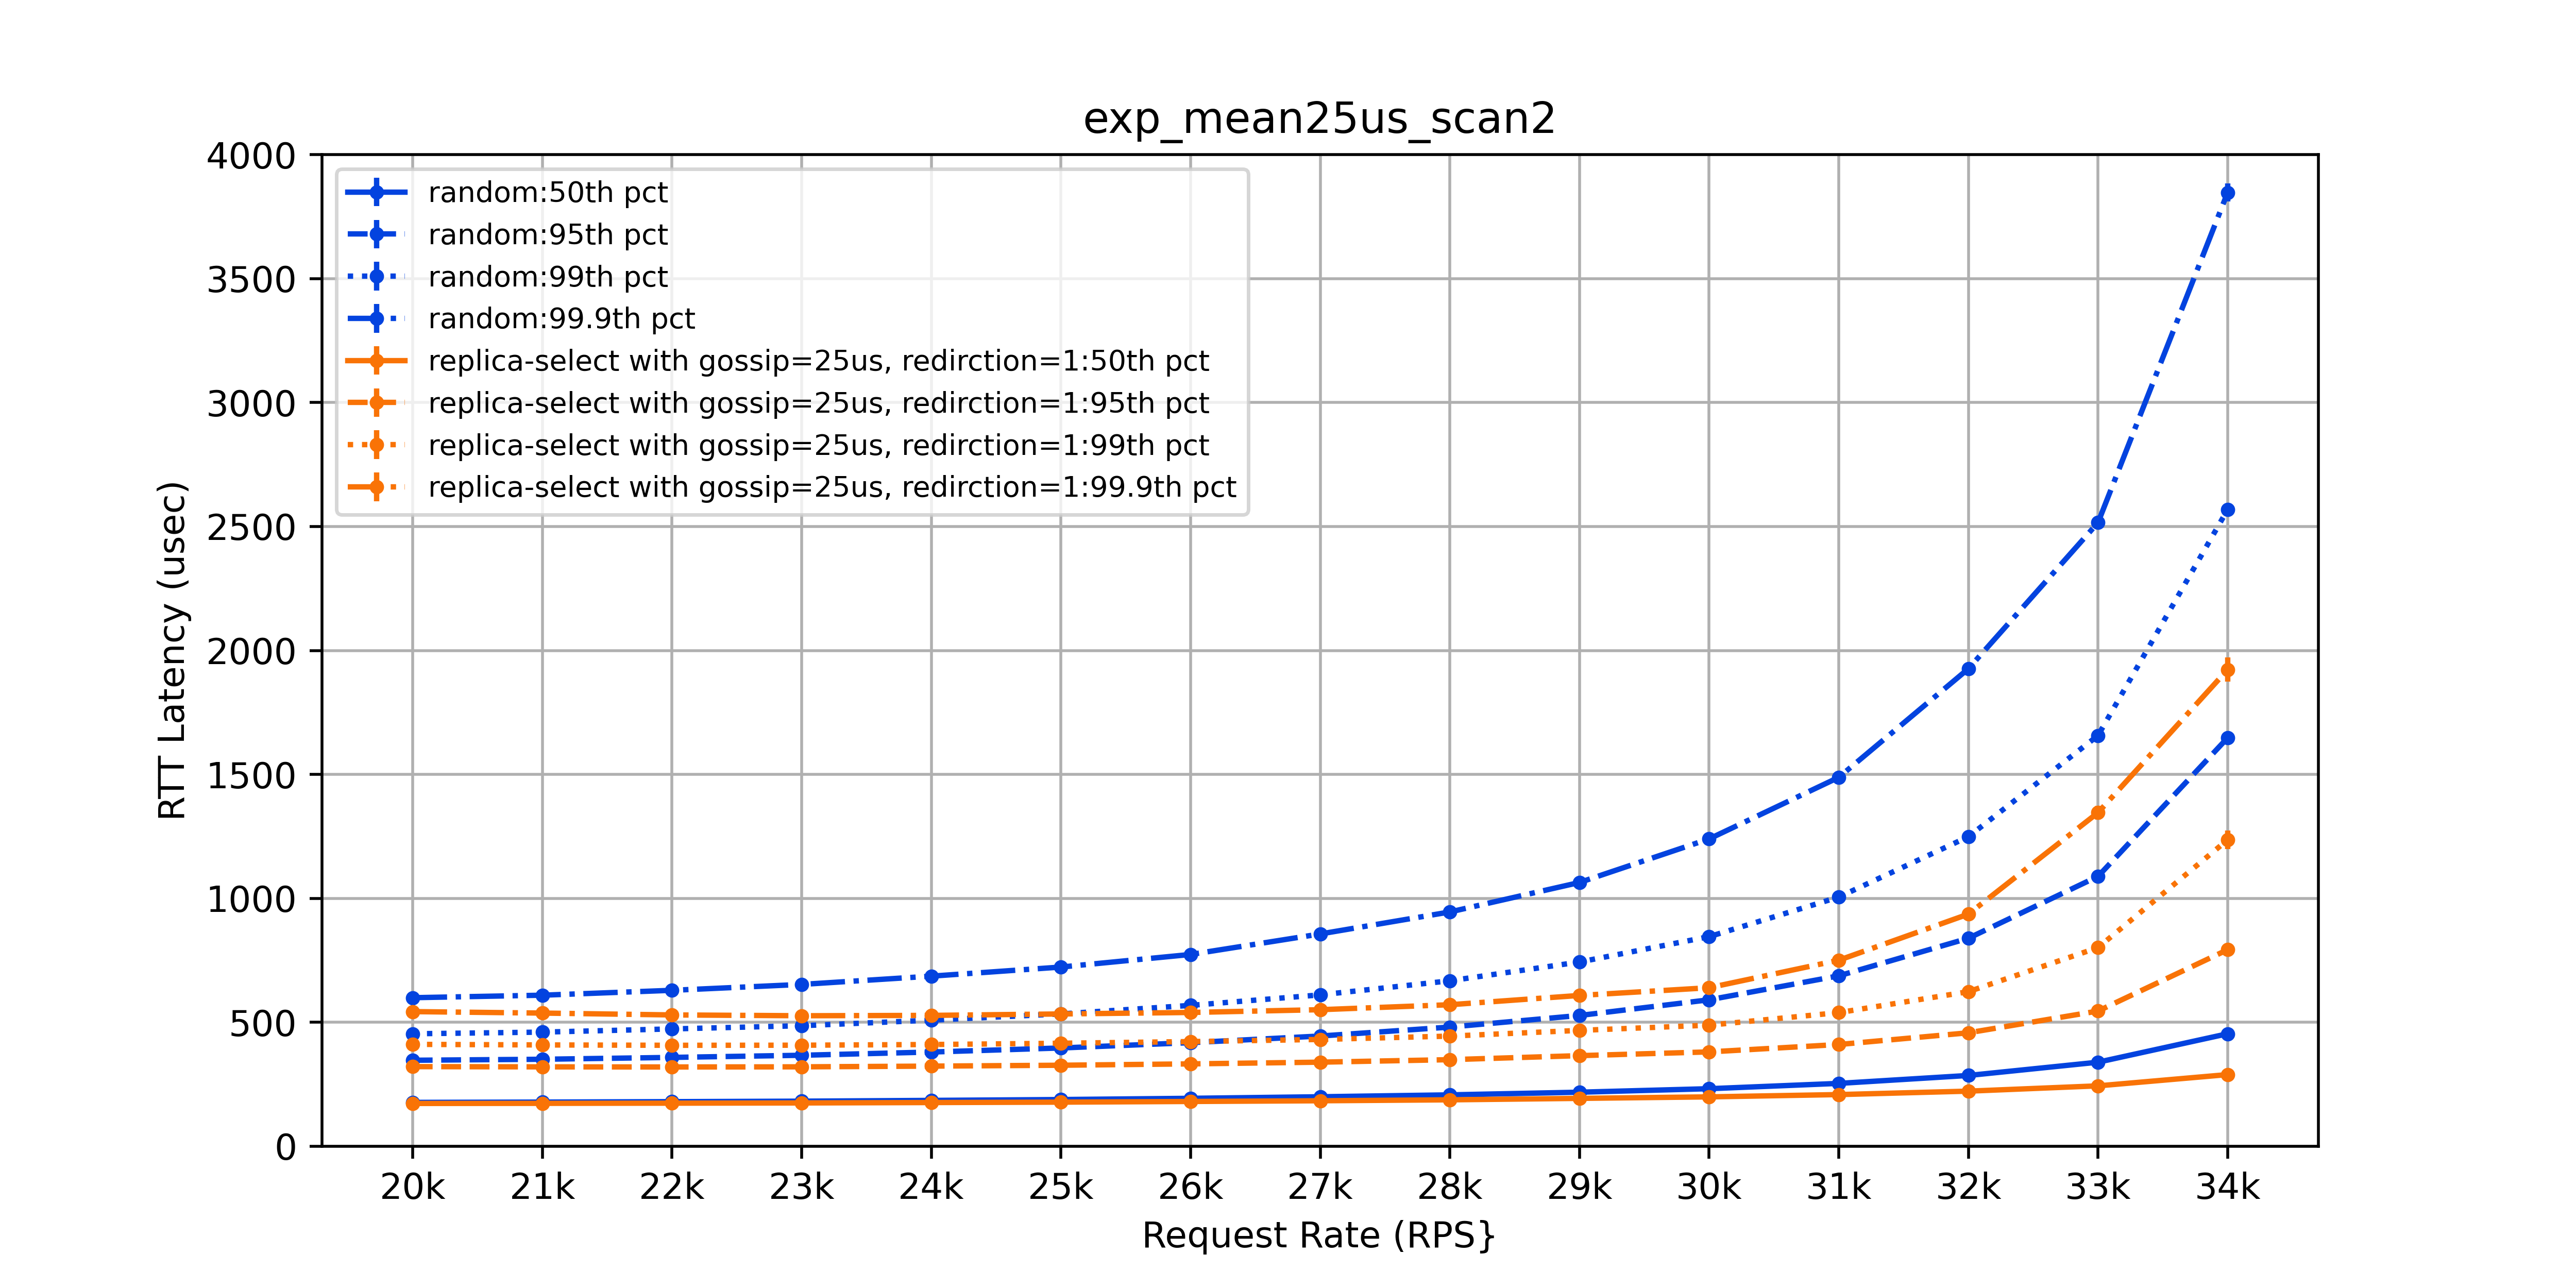 exp_mean25us_scan2
4000
3500
3000
2500
2000
1500
1000
500
0
RTT Latency (usec)
random:50th pct
random:95th pct
random:99th pct
random:99.9th pct
replica-select with gossip=25us, redirction=1:50th pct
replica-select with gossip=25us, redirction=1:95th pct
replica-select with gossip=25us, redirction=1:99th pct
replica-select with gossip=25us, redirction=1:99.9th pct
20k 21k 22k 23k 24k 25k 26k 27k 28k 29k 30k 31k 32k 33k 34k
Request Rate (RPS}